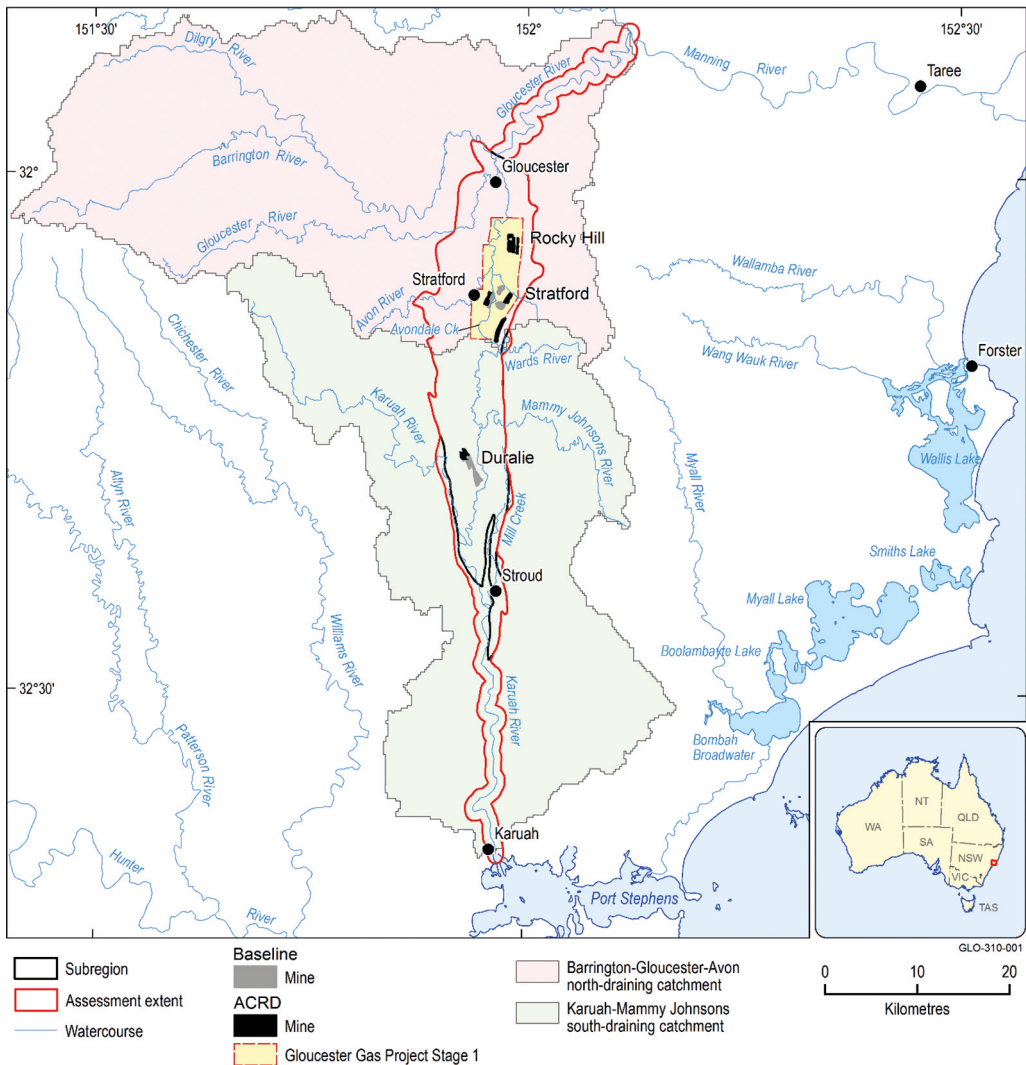 151°30'
152°
152°30'
Dilgry River
Gloucester River
Manning River
Taree
Barrington River
32°
Gloucester
Gloucester River
Rocky Hill
Wallamba River
Stratford
Stratford
Avon River
Avondale Ck
Chichester River
Wards River
Wang Wauk River
Forster
Karuah River
Mammy Johnsons River
Wallis Lake
Duralie
Myall River
Allyn River
Mill Creek
Smiths Lake
Stroud
Myall Lake
Williams River
Boolambayte Lake
32°30'
Karuah River
Patterson River
Bombah
Broadwater
Karuah
Hunter River
Port Stephens
NT
QLD
WA
SA
NSW
VIC
TAS
GLO-310-001
Subregion
Assessment extent
Watercourse
Baseline
Mine
ACRD
Mine
Gloucester Gas Project Stage 1
Barrington-Gloucester-Avon
north-draining catchment
Karuah-Mammy Johnsons
south-draining catchment
0 10 20
Kilometres